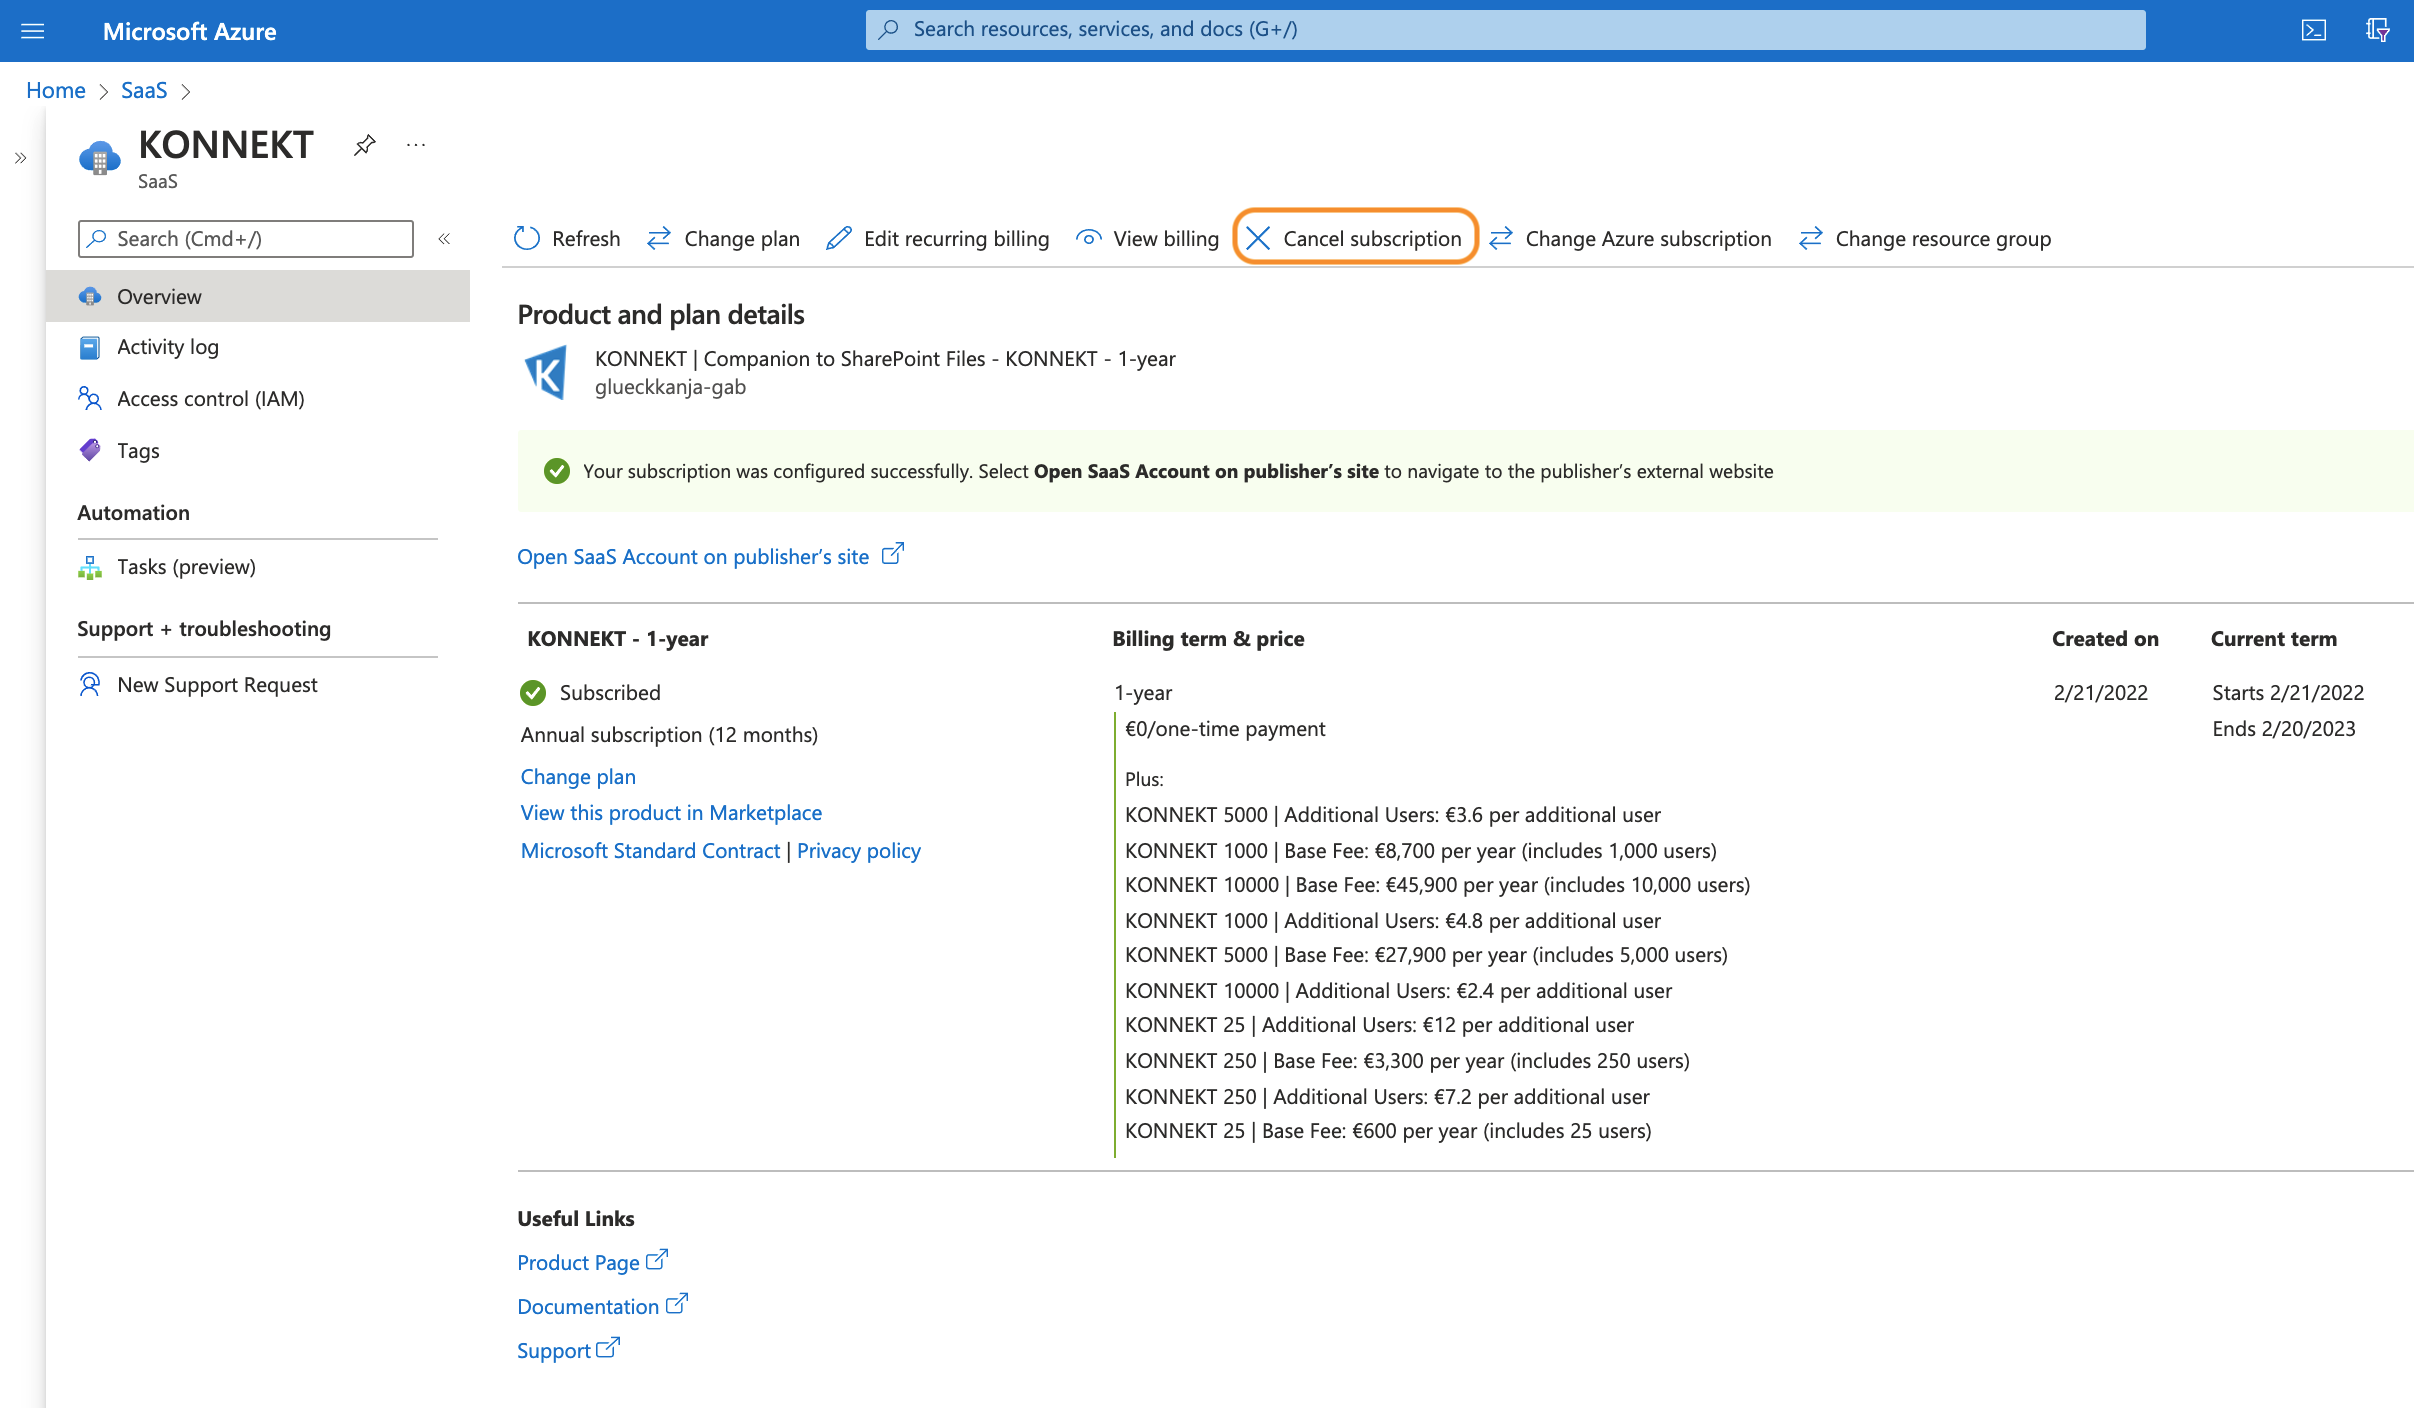 Microsoft Azure
Search resources, services, and docs (G+/)
Home > SaaS >
KONNEKT
SaaS
Search (Cmd+/)
Overview
Activity log
Access control (IAM)
Tags
Automation
Tasks (preview)
Support + troubleshooting
New Support Request
Refresh Change plan Edit recurring billing View billing Cancel subscription Change Azure subscription Change resource group
Product and plan details
K
KONNEKT | Companion to SharePoint Files - KONNEKT - 1-year
glueckkanja-gab
Your subscription was configured successfully. Select Open SaaS Account on publisher’s site to navigate to the publisher’s external website
Open SaaS Account on publisher’s site
KONNEKT - 1-year
Subscribed
Annual subscription (12 months)
Change plan
View this product in Marketplace
Microsoft Standard Contract | Privacy policy
Billing term & price
1-year
€0/one-time payment
Plus:
KONNEKT 5000 | Additional Users: €3.6 per additional user
KONNEKT 1000 | Base Fee: €8,700 per year (includes 1,000 users)
KONNEKT 10000 | Base Fee: €45,900 per year (includes 10,000 users)
KONNEKT 1000 | Additional Users: €4.8 per additional user
KONNEKT 5000 | Base Fee: €27,900 per year (includes 5,000 users)
KONNEKT 10000 | Additional Users: €2.4 per additional user
KONNEKT 25 | Additional Users: €12 per additional user
KONNEKT 250 | Base Fee: €3,300 per year (includes 250 users)
KONNEKT 250 | Additional Users: €7.2 per additional user
KONNEKT 25 | Base Fee: €600 per year (includes 25 users)
Created on
2/21/2022
Current term
Starts 2/21/2022
Ends 2/20/2023
Useful Links
Product Page
Documentation
Support